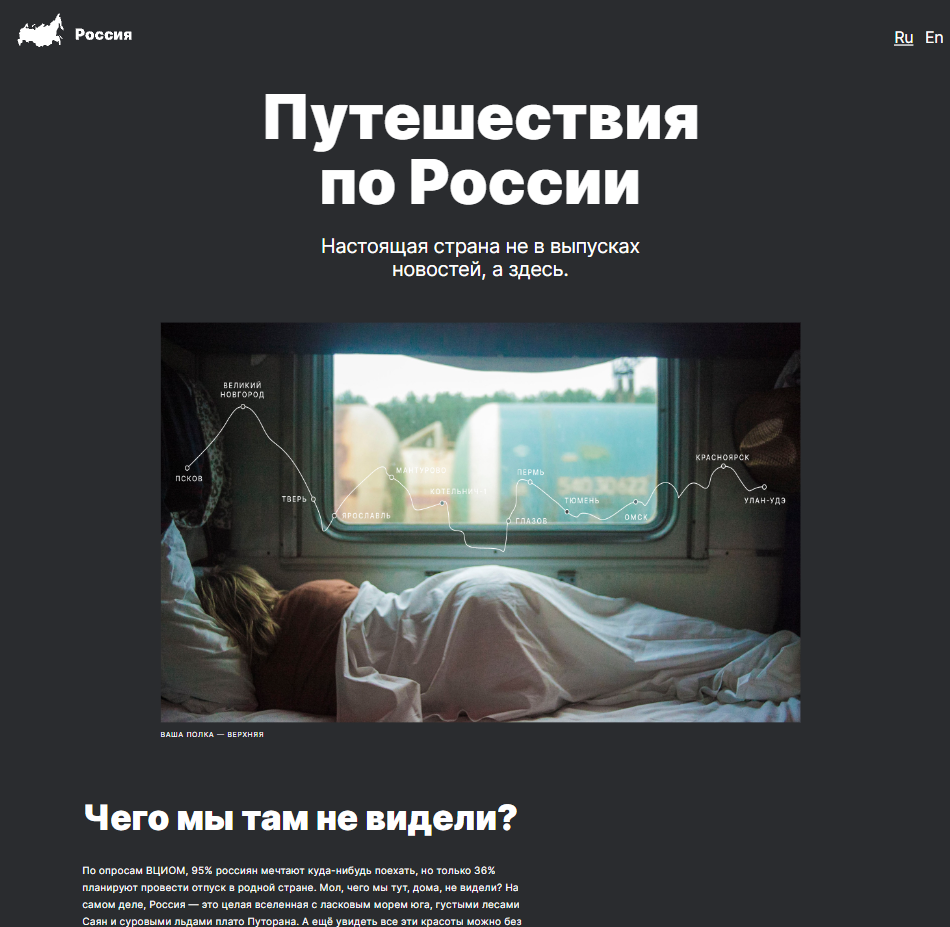 Россия
Ru En
Путешествия
по России
Настоящая страна не в выпусках
новостей, а здесь.
ВЕЛИКИЙ
НОВГОРОД
ПСКОВ
ТВЕРЬ
ЯРОСЛАВЛЬ
МАНТУРОВО
КОТЕЛЬНИЧ
ГЛАЗОВ
ПЕРМЬ
ТЮМЕНЬ
ОМСК
КРАСНОЯРСК
УЛАН-УДЭ
ВАША ПОЛКА — ВЕРХНЯЯ
Чего мы там не видели?
По опросам ВЦИОМ, 95% россиян мечтают куда-нибудь поехать, но только 36%
планируют провести отпуск в родной стране. Мол, чего мы тут, дома, не видели? На
самом деле, Россия — это целая вселенная с ласковым морем юга, густыми лесами
Саян и суровыми льдами плато Путорана. А ещё увидеть все эти красоты можно без